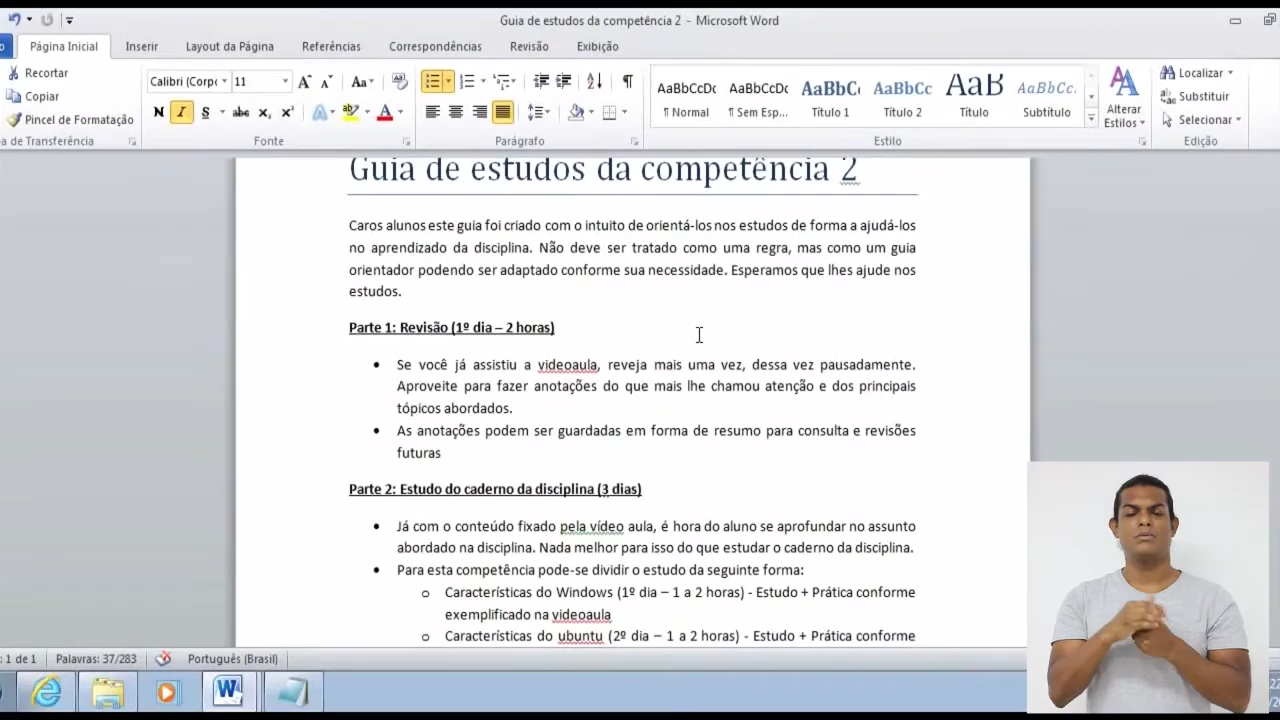 Guia de estudos da competência 2 - Microsoft Word
Página Inicial Inserir Layout da Página Referências Correspondências Revisão Exibição
Recortar
Copiar
Pincel de Formatação
a de Transferência
Calibri (Corpo 11
Fonte
Parágrafo
AaBbCcDc AaBbCcDc AaBbC AaBbCc AaB AaBbCc.
¶ Normal ¶ Sem Esp... Título 1 Título 2 Título Subtítulo
Alterar
Estilos
Estilo
Localizar
Substituir
Selecionar
Edição
Guia de estudos da competência 2
Caros alunos este guia foi criado com o intuito de orientá-los nos estudos de forma a ajudá-los
no aprendizado da disciplina. Não deve ser tratado como uma regra, mas como um guia
orientador podendo ser adaptado conforme sua necessidade. Esperamos que lhes ajude nos
estudos.
Parte 1: Revisão (1º dia – 2 horas)
• Se você já assistiu a videoaula, reveja mais uma vez, dessa vez pausadamente.
Aproveite para fazer anotações do que mais lhe chamou atenção e dos principais
tópicos abordados.
• As anotações podem ser guardadas em forma de resumo para consulta e revisões
futuras
Parte 2: Estudo do caderno da disciplina (3 dias)
• Já com o conteúdo fixado pela vídeo aula, é hora do aluno se aprofundar no assunto
abordado na disciplina. Nada melhor para isso do que estudar o caderno da disciplina.
• Para esta competência pode-se dividir o estudo da seguinte forma:
o Características do Windows (1º dia – 1 a 2 horas) - Estudo + Prática conforme
exemplificado na videoaula
o Características do ubuntu (2º dia – 1 a 2 horas) - Estudo + Prática conforme
: 1 de 1 Palavras: 37/283 Português (Brasil)